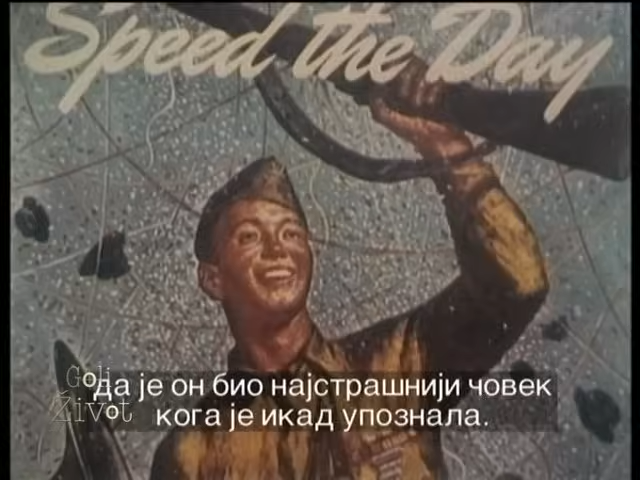 Speed the Day
Goli
Život
да је он био најстрашнији човек
кога је икад упознала.